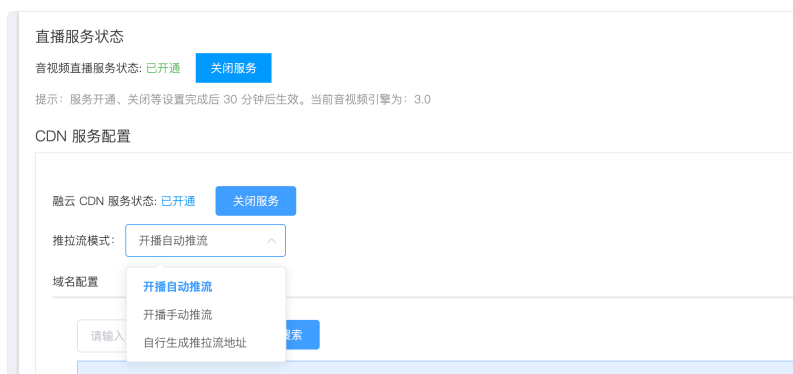 直播服务状态
音视频直播服务状态: 已开通 关闭服务
提示：服务开通、关闭等设置完成后 30 分钟后生效。当前音视频引擎为：3.0
CDN 服务配置
融云 CDN 服务状态: 已开通 关闭服务
推拉流模式： 开播自动推流
域名配置
开播自动推流
开播手动推流
请输入 搜索
自行生成推拉流地址